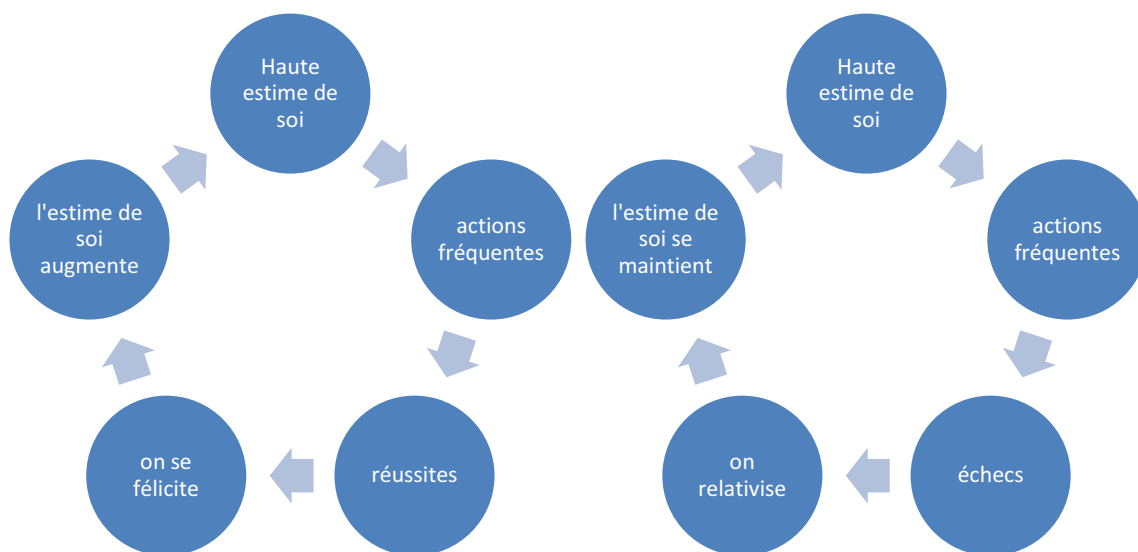 Haute
estime de
soi
actions
fréquentes
réussites
on se
félicite
l'estime de
soi
augmente
Haute
estime de
soi
actions
fréquentes
échecs
on
relativise
l'estime de
soi se
maintient